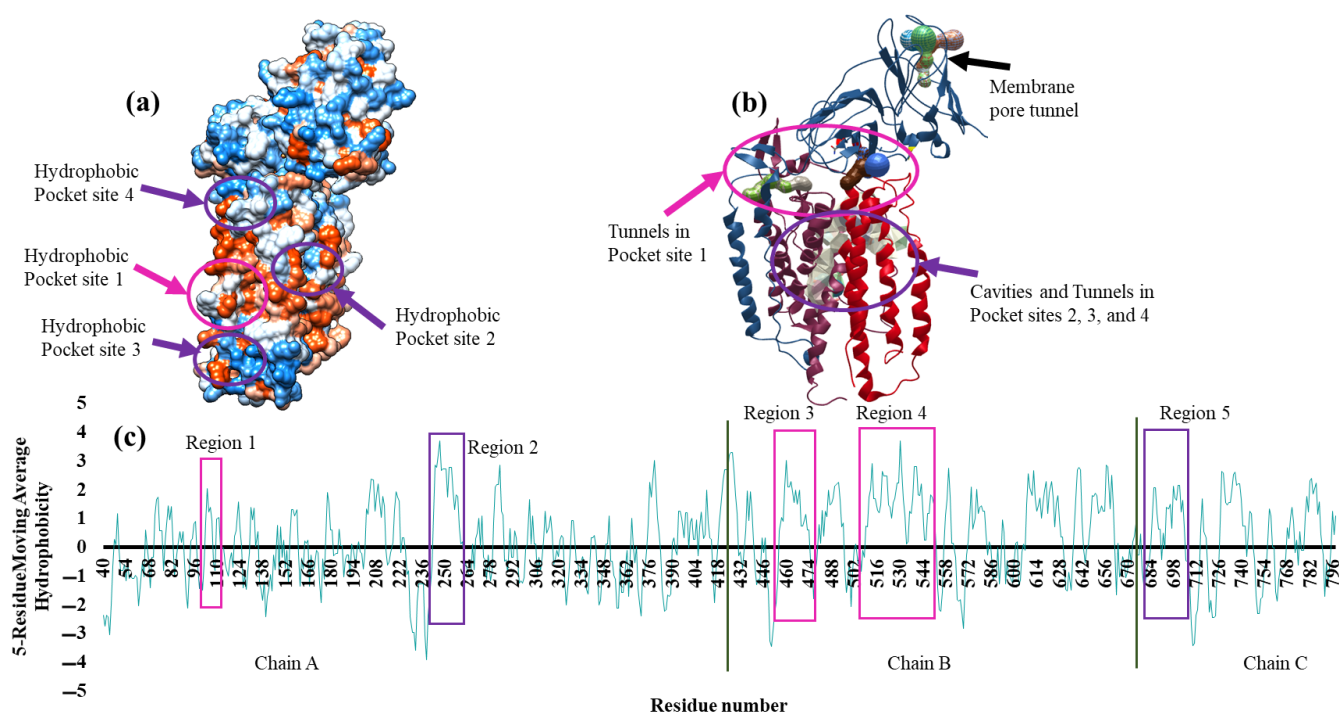 (a)
Hydrophobic
Pocket site 4
Hydrophobic
Pocket site 1
Hydrophobic
Pocket site 3
Hydrophobic
Pocket site 2
(b)
Membrane
pore tunnel
Tunnels in
Pocket site 1
Cavities and Tunnels in
Pocket sites 2, 3, and 4
(c)
Region 1
Region 2
Region 3
Region 4
Region 5
5-ResidueMoving Average
Hydrophobicity
5
4
3
2
1
0
–1
–2
–3
–4
–5
40 54 68 82 96 110 124 138 152 166 180 194 208 222 236 250 264 278 292 306 320 334 348 362 376 390 404 418 432 446 460 474 488 502 516 530 544 558 572 586 600 614 628 642 656 670 684 698 712 726 740 754 768 782 796
Chain A
Chain B
Chain C
Residue number